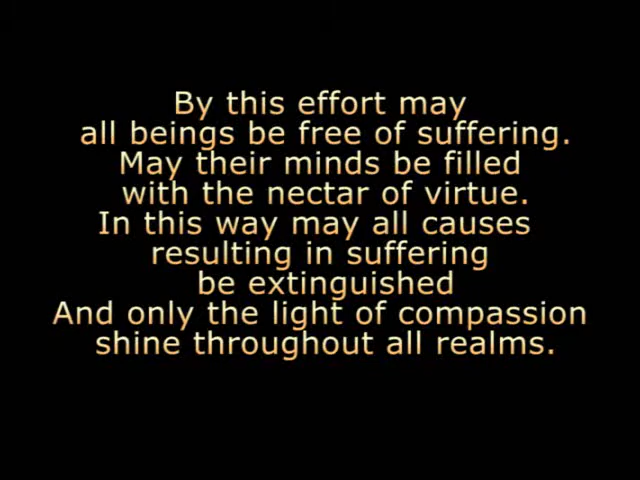 By this effort may
all beings be free of suffering.
May their minds be filled
with the nectar of virtue.
In this way may all causes
resulting in suffering
be extinguished
And only the light of compassion
shine throughout all realms.